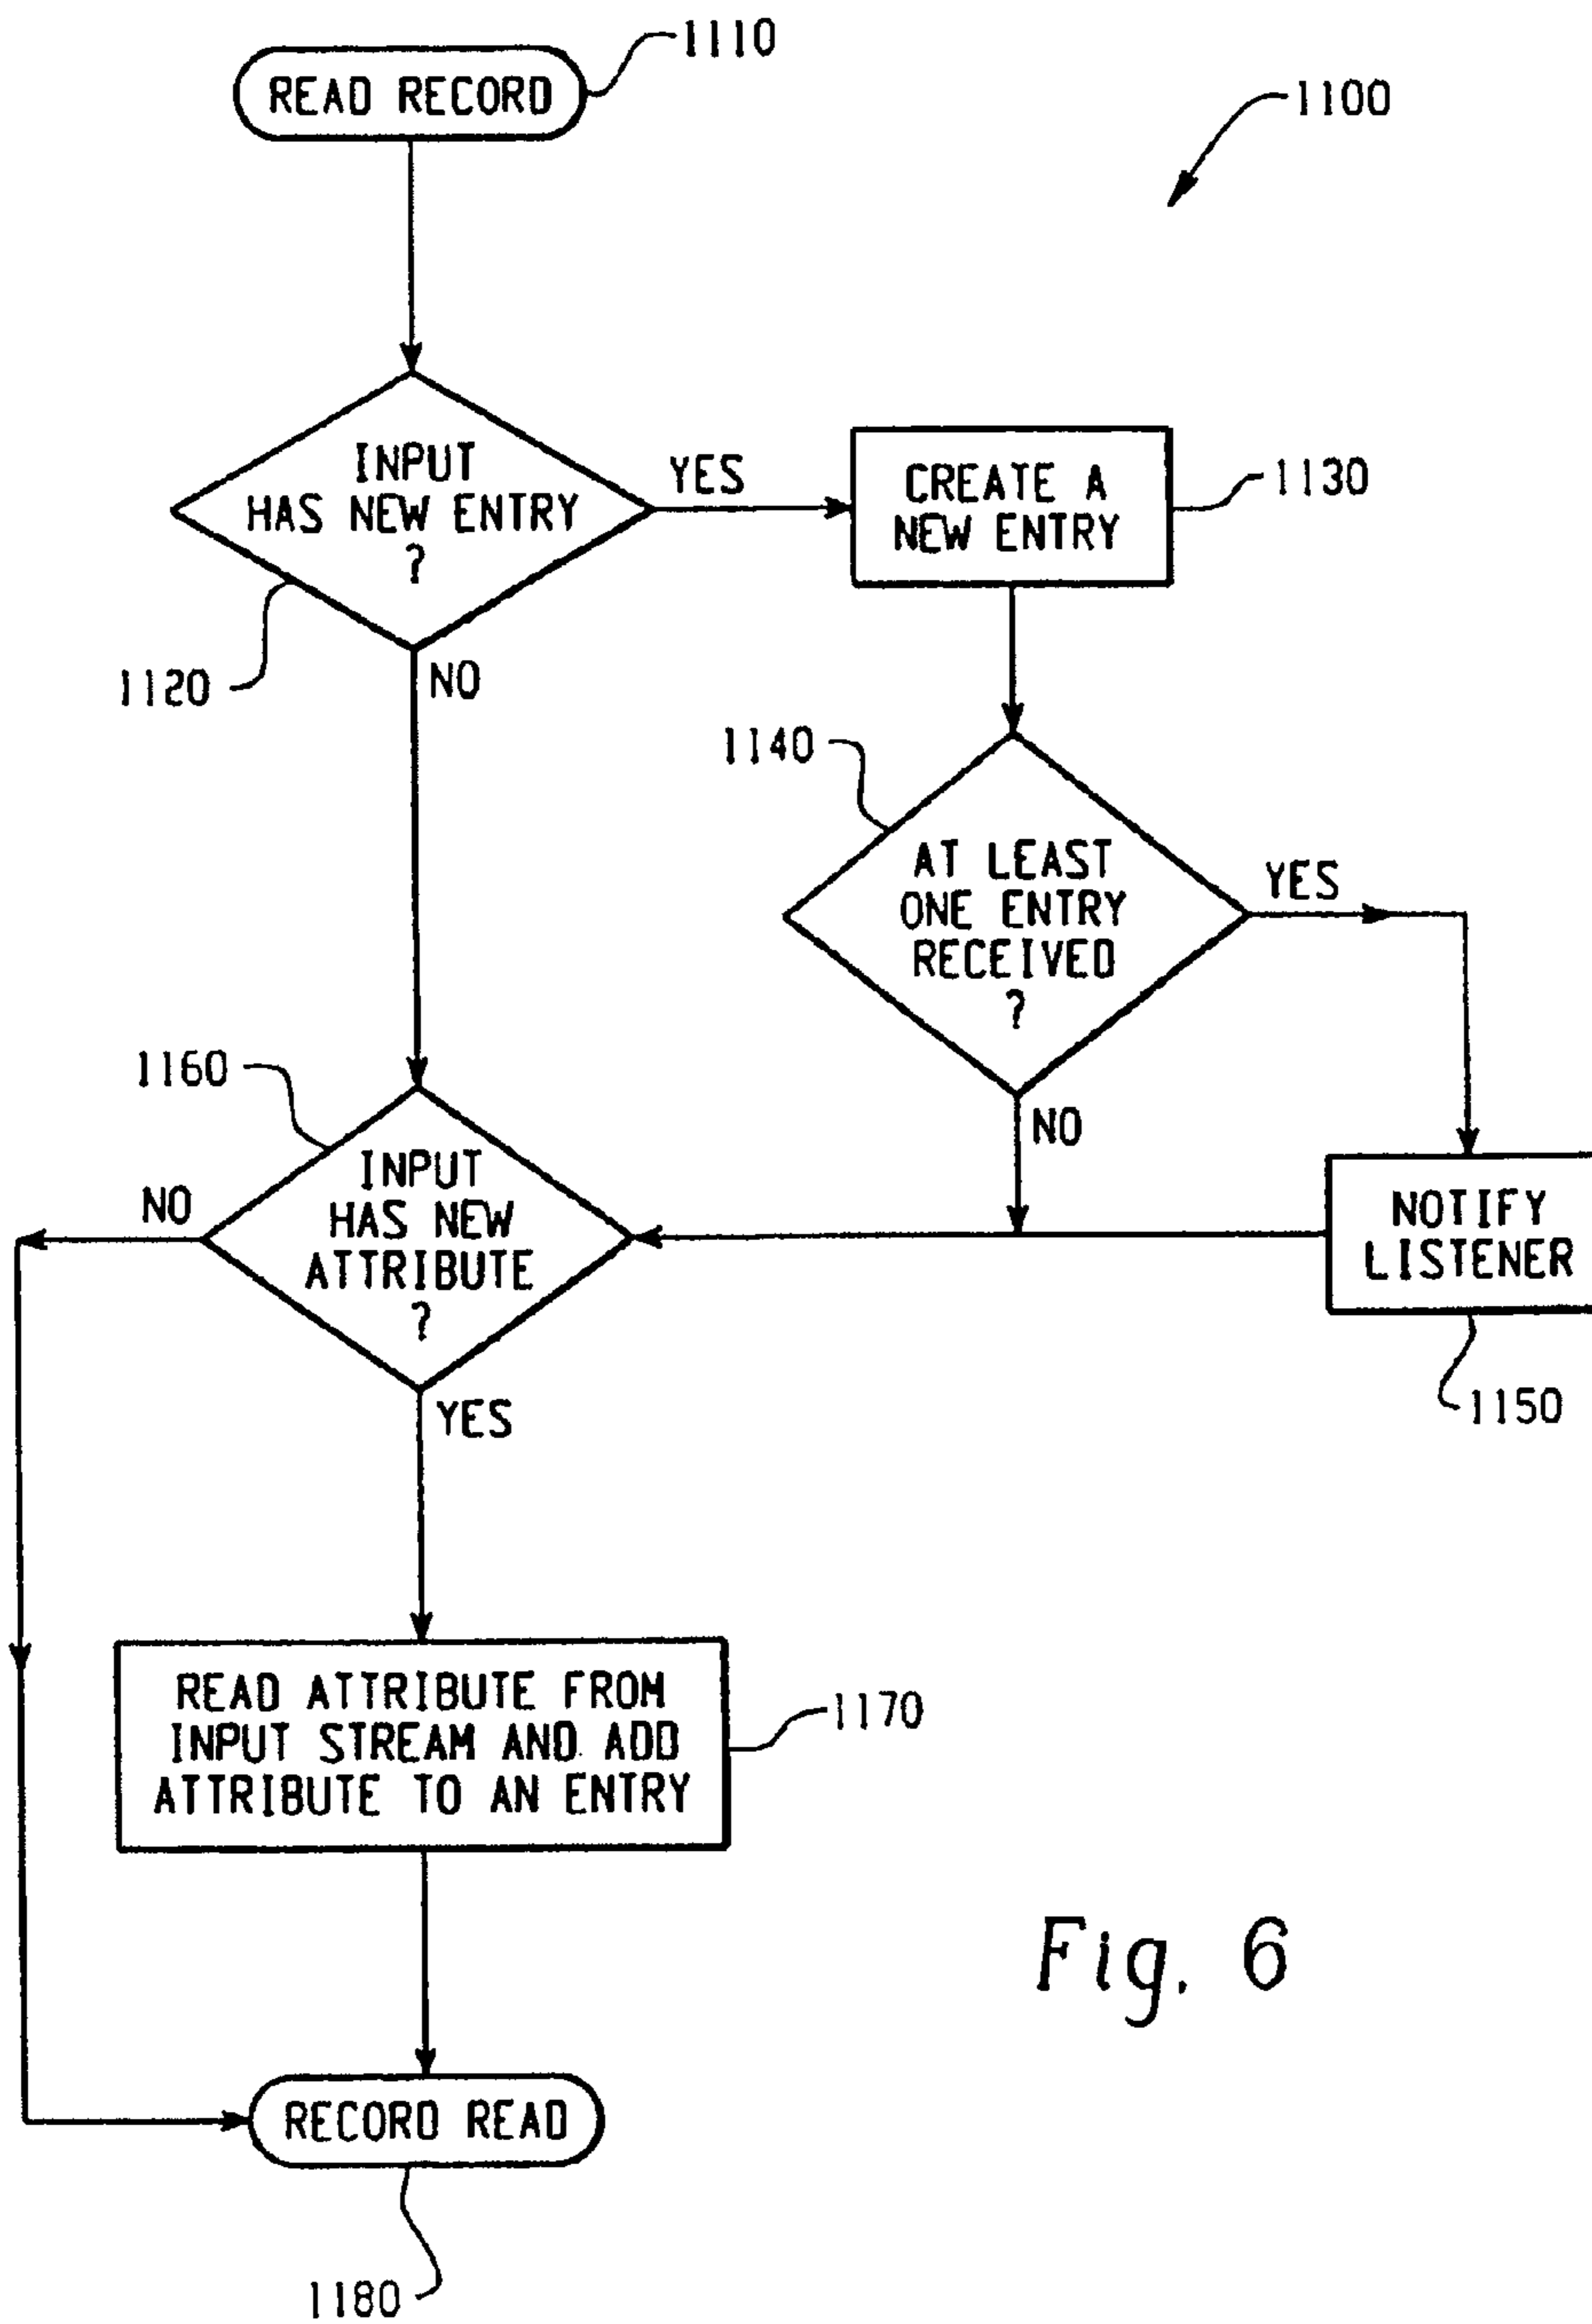 1110
READ RECORD
1100
INPUT
HAS NEW ENTRY
?
YES
CREATE A
NEW ENTRY
1130
1120
NO
1140
AT LEAST
ONE ENTRY
RECEIVED
?
YES
1160
NO
INPUT
HAS NEW
ATTRIBUTE
?
NO
NOTIFY
LISTENER
YES
1150
READ ATTRIBUTE FROM
INPUT STREAM AND ADD
ATTRIBUTE TO AN ENTRY
1170
Fig. 6
RECORD READ
1180